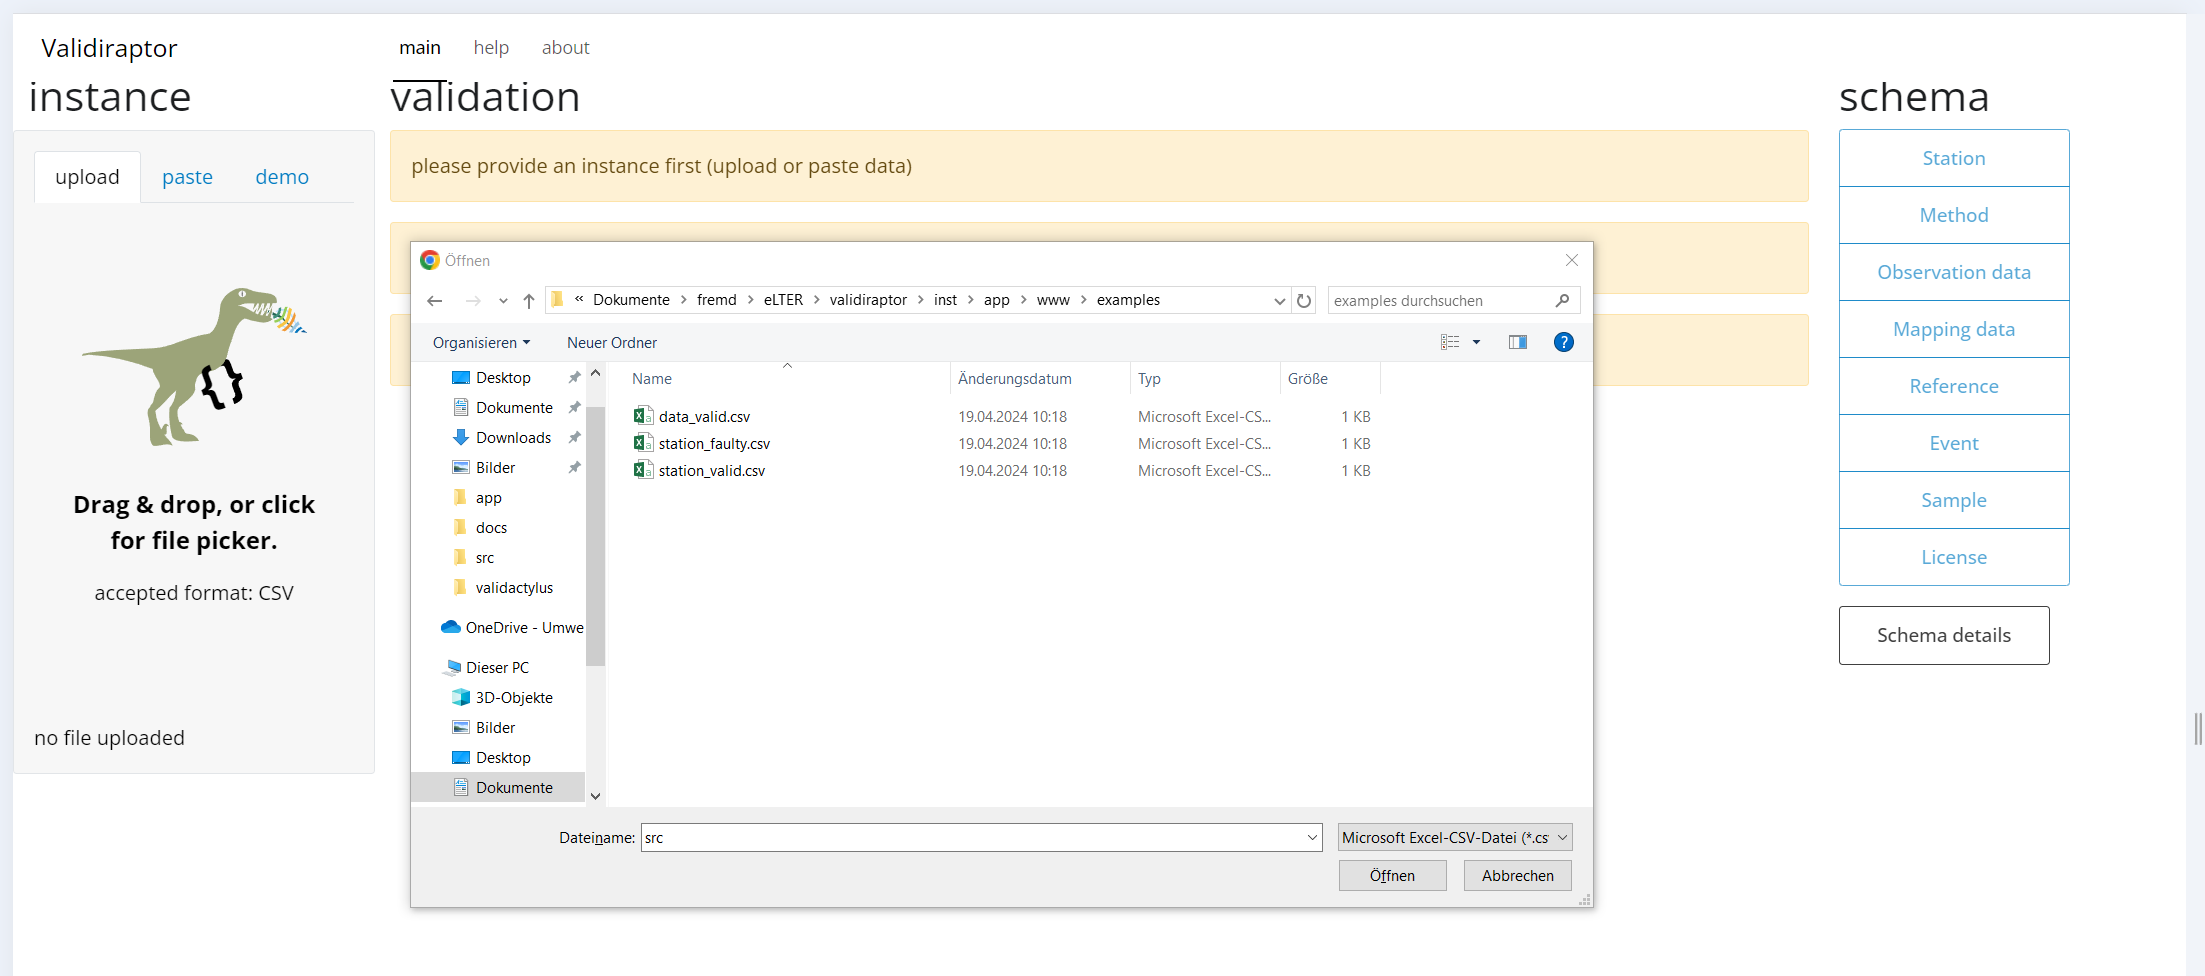 Validiraptor
main help about
instance
validation
schema
upload paste demo
please provide an instance first (upload or paste data)
Drag & drop, or click
for file picker.
accepted format: CSV
no file uploaded
Öffnen
« Dokumente > fremd > eLTER > validiraptor > inst > app > www > examples
examples durchsuchen
Organisieren
Neuer Ordner
Desktop
Dokumente
Downloads
Bilder
app
docs
src
validactylus
OneDrive - Umwe
Dieser PC
3D-Objekte
Bilder
Desktop
Dokumente
Name Änderungsdatum Typ Größe
data_valid.csv 19.04.2024 10:18 Microsoft Excel-CS... 1 KB
station_faulty.csv 19.04.2024 10:18 Microsoft Excel-CS... 1 KB
station_valid.csv 19.04.2024 10:18 Microsoft Excel-CS... 1 KB
Dateiname: src
Microsoft Excel-CSV-Datei (*.cs
Öffnen
Abbrechen
Station
Method
Observation data
Mapping data
Reference
Event
Sample
License
Schema details